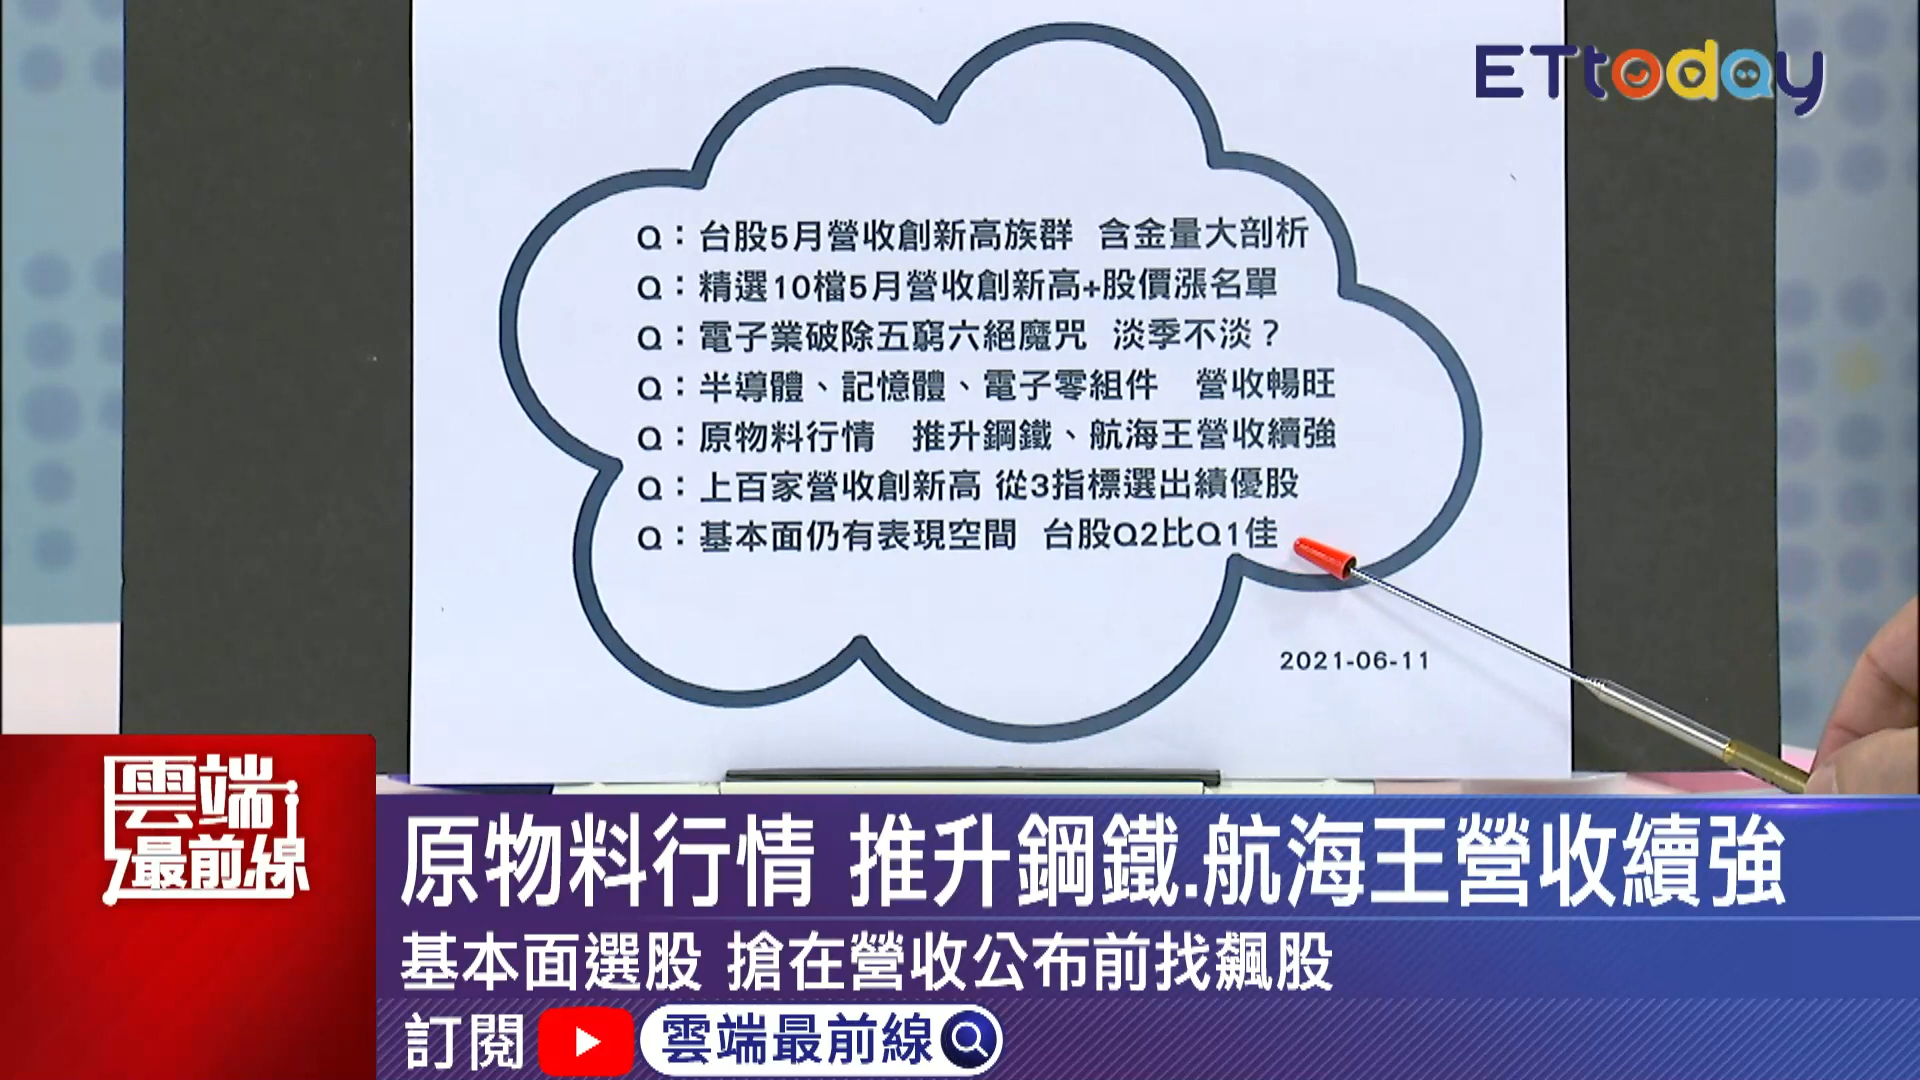 ETtoday
Q：台股5月營收創新高族群 含金量大剖析
Q：精選10檔5月營收創新高+股價漲名單
Q：電子業破除五窮六絕魔咒 淡季不淡？
Q：半導體、記憶體、電子零組件 營收暢旺
Q：原物料行情 推升鋼鐵、航海王營收續強
Q：上百家營收創新高 從3指標選出績優股
Q：基本面仍有表現空間 台股Q2比Q1佳
2021-06-11
雲端
最前線
原物料行情 推升鋼鐵.航海王營收續強
基本面選股 搶在營收公布前找飆股
訂閱 雲端最前線